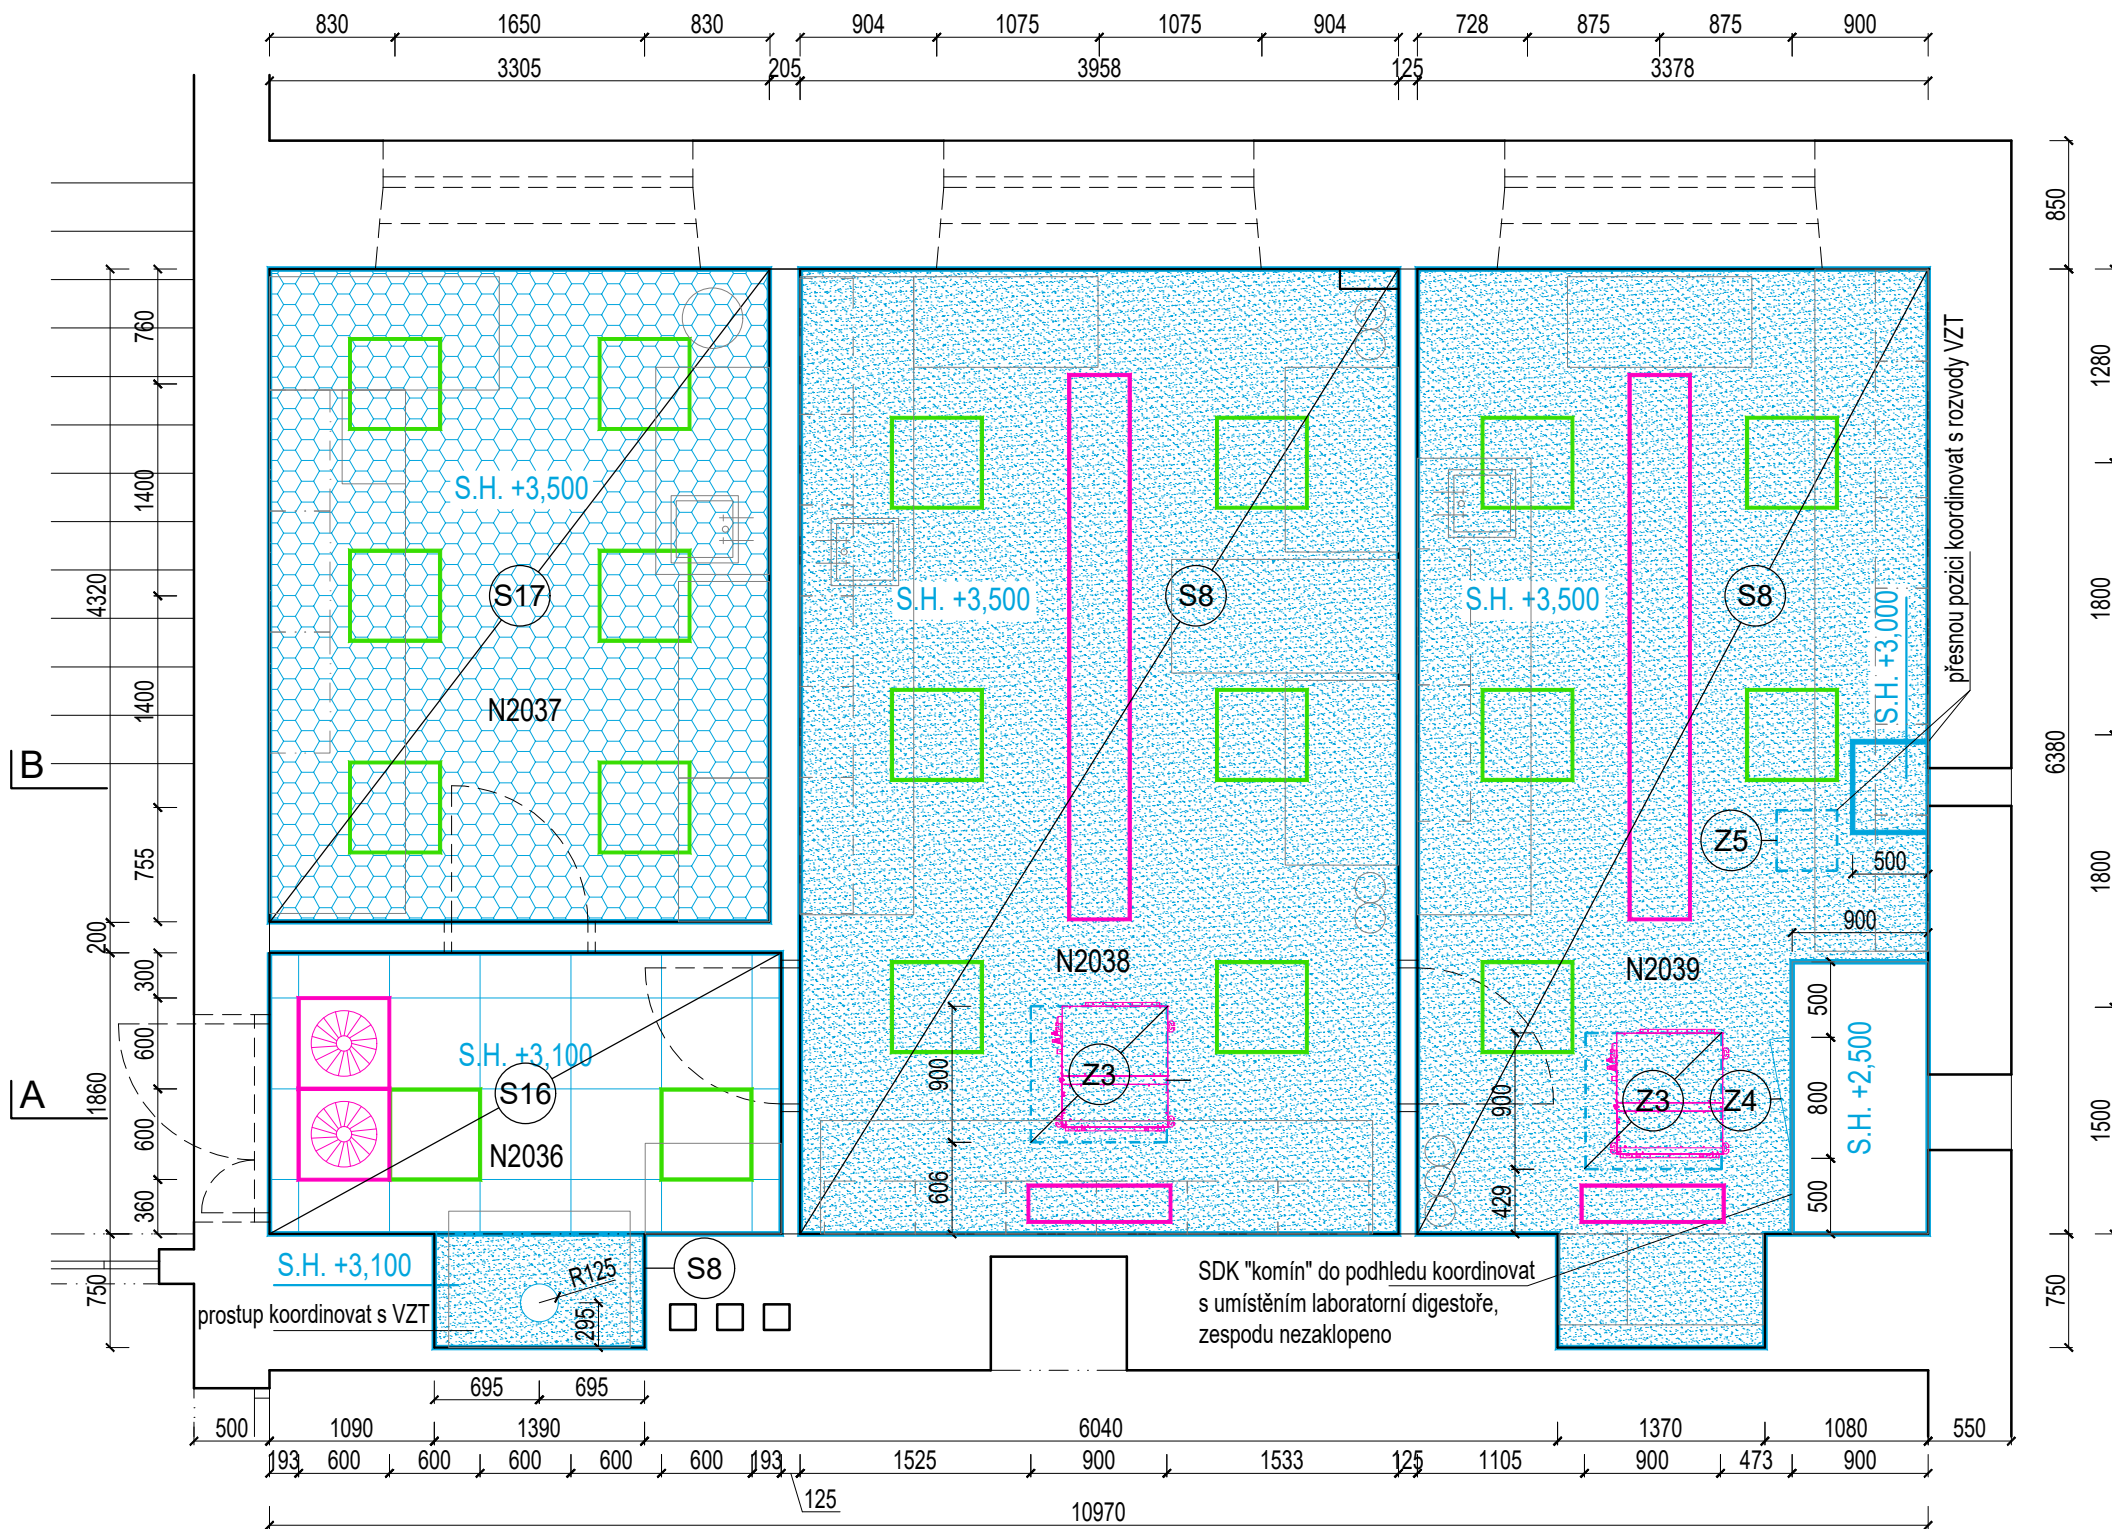 830 1650 830 904 1075 1075 904 728 875 875 900
3305 205 3958 125 3378
850
760
1400
1400
755
4320
200
300
600
600
360
1860
750
1280
1800
1800
1500
6380
750
S.H. +3,500
S17
N2037
S.H. +3,500
S8
N2038
S.H. +3,500
S8
N2039
S.H. +3,000
přesnou pozici koordinovat s rozvody VZT
Z5
500
900
B
A
S.H. +3,100
S16
N2036
900
Z3
606
900
Z3
Z4
429
500
800
500
S.H. +2,500
S.H. +3,100
prostup koordinovat s VZT
R125
295
S8
SDK "komín" do podhledu koordinovat
s umístěním laboratorní digestoře,
zespodu nezaklopeno
695 695
500 1090 1390 6040 1370 1080 550
193 600 600 600 600 600 193 1525 900 1533 125 1105 900 473 900
125
10970